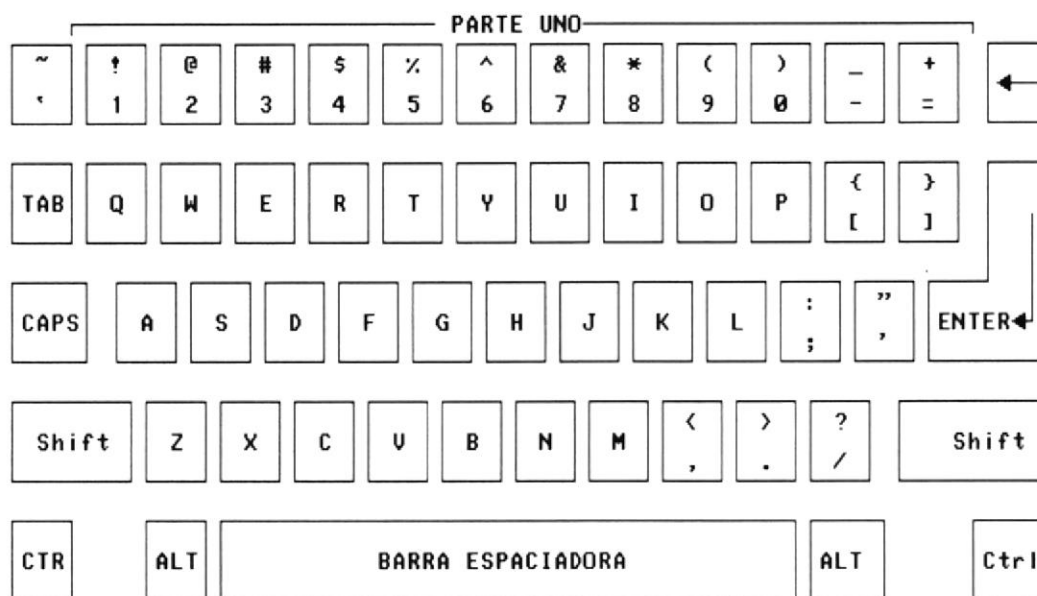 PARTE UNO
~ ! @ # $ % ^ & * ( ) _ +
` 1 2 3 4 5 6 7 8 9 0 - =
TAB Q W E R T Y U I O P { }
[ ]
CAPS A S D F G H J K L : ” ENTER
; ’
Shift Z X C V B N M < > ? Shift
, . /
CTR ALT BARRA ESPACIADORA ALT Ctrl